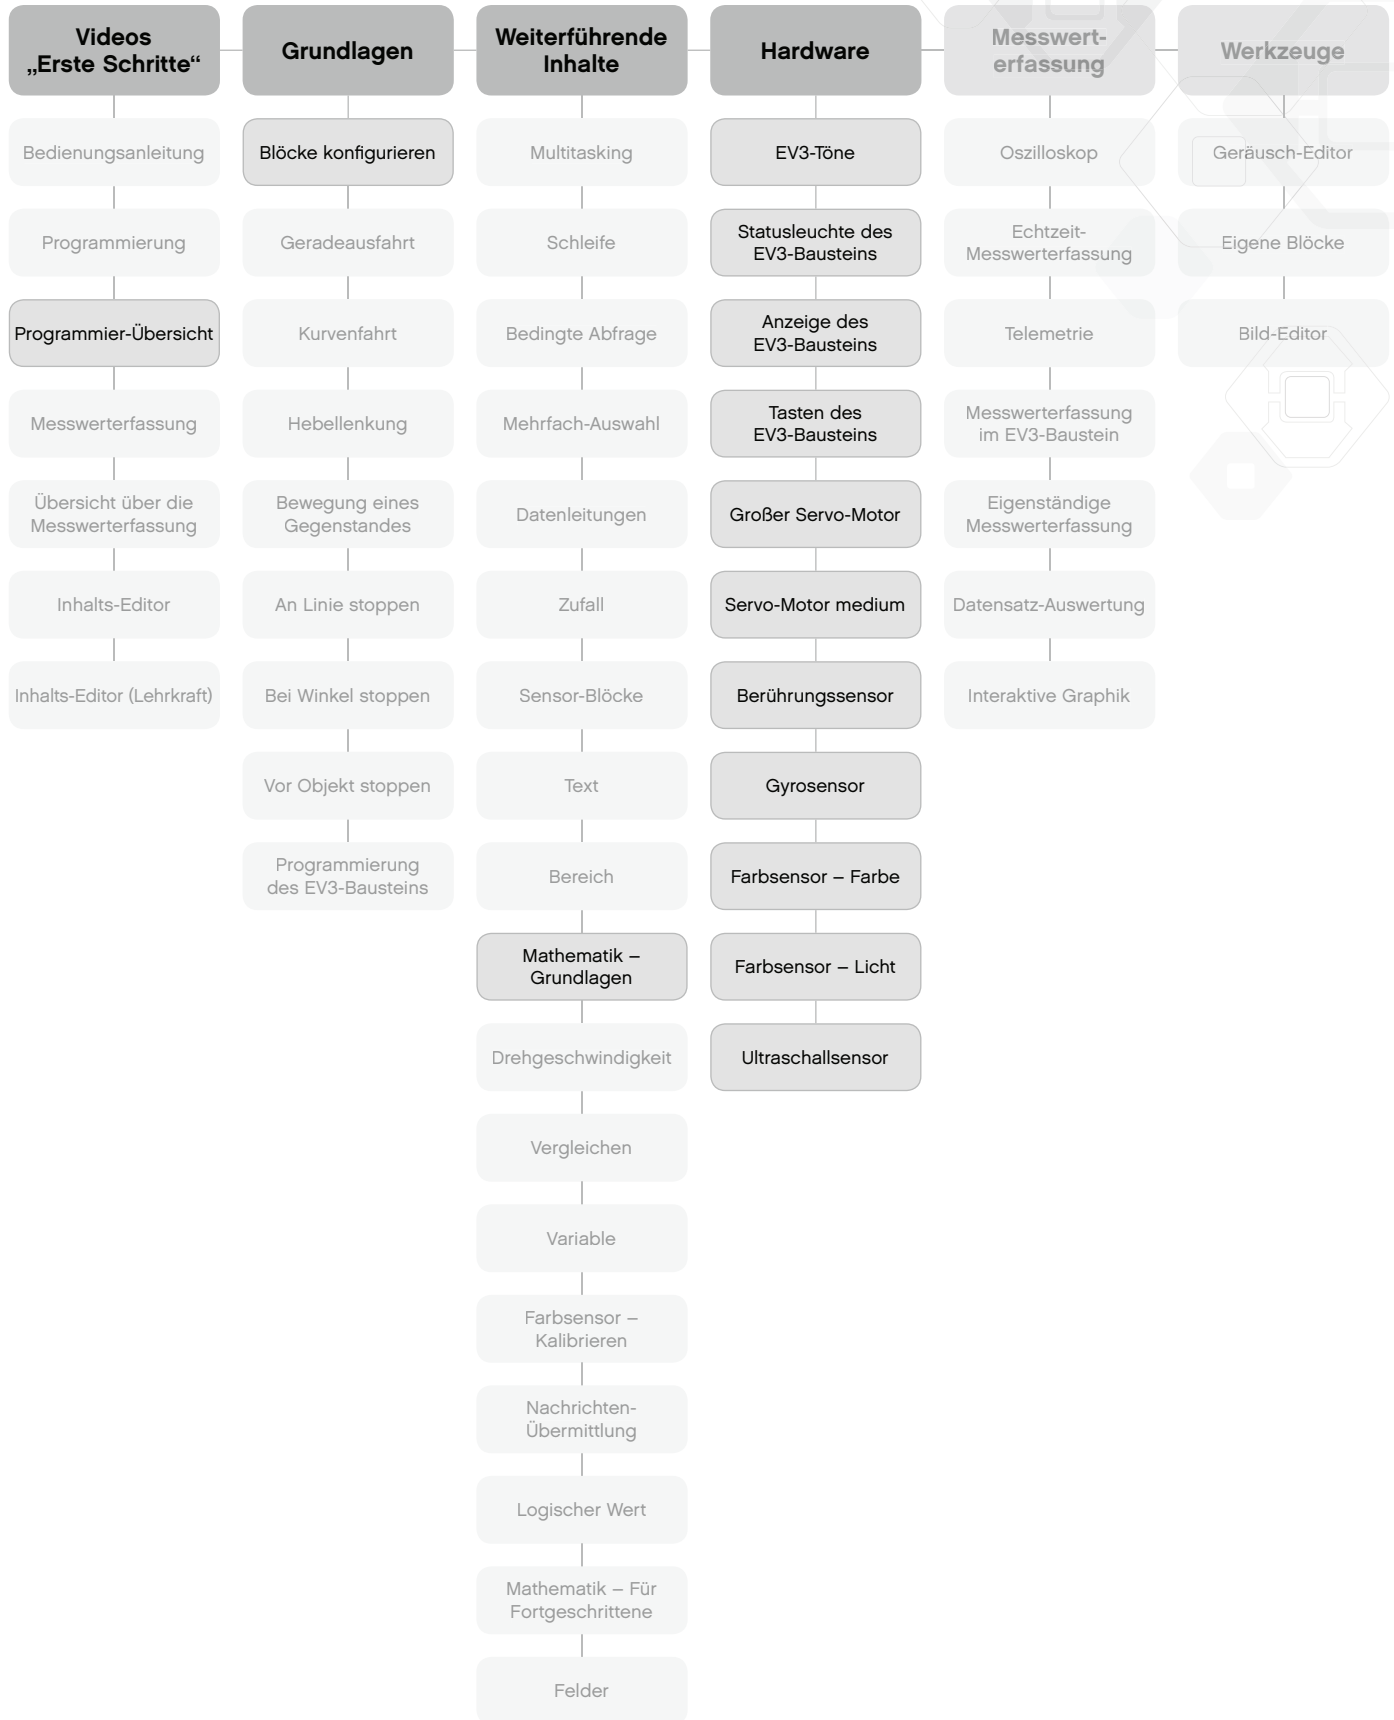 Videos
„Erste Schritte“
Bedienungsanleitung
Programmierung
Programmier-Übersicht
Messwerterfassung
Übersicht über die
Messwerterfassung
Inhalts-Editor
Inhalts-Editor (Lehrkraft)
Grundlagen
Blöcke konfigurieren
Geradeausfahrt
Kurvenfahrt
Hebellenkung
Bewegung eines
Gegenstandes
An Linie stoppen
Bei Winkel stoppen
Vor Objekt stoppen
Programmierung
des EV3-Bausteins
Weiterführende
Inhalte
Multitasking
Schleife
Bedingte Abfrage
Mehrfach-Auswahl
Datenleitungen
Zufall
Sensor-Blöcke
Text
Bereich
Mathematik –
Grundlagen
Drehgeschwindigkeit
Vergleichen
Variable
Farbsensor –
Kalibrieren
Nachrichten-
Übermittlung
Logischer Wert
Mathematik – Für
Fortgeschrittene
Felder
Hardware
EV3-Töne
Statusleuchte des
EV3-Bausteins
Anzeige des
EV3-Bausteins
Tasten des
EV3-Bausteins
Großer Servo-Motor
Servo-Motor medium
Berührungssensor
Gyrosensor
Farbsensor – Farbe
Farbsensor – Licht
Ultraschallsensor
Messwert-
erfassung
Oszilloskop
Echtzeit-
Messwerterfassung
Telemetrie
Messwerterfassung
im EV3-Baustein
Eigenständige
Messwerterfassung
Datensatz-Auswertung
Interaktive Graphik
Werkzeuge
Geräusch-Editor
Eigene Blöcke
Bild-Editor